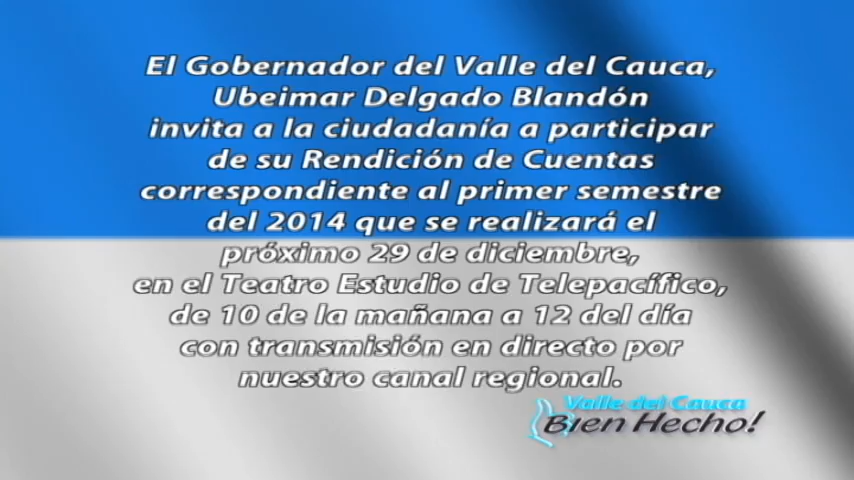 El Gobernador del Valle del Cauca,
Ubeimar Delgado Blandón
invita a la ciudadanía a participar
de su Rendición de Cuentas
correspondiente al primer semestre
del 2014 que se realizará el
próximo 29 de diciembre,
en el Teatro Estudio de Telepacífico,
de 10 de la mañana a 12 del día
con transmisión en directo por
nuestro canal regional.
Valle del Cauca
Bien Hecho!